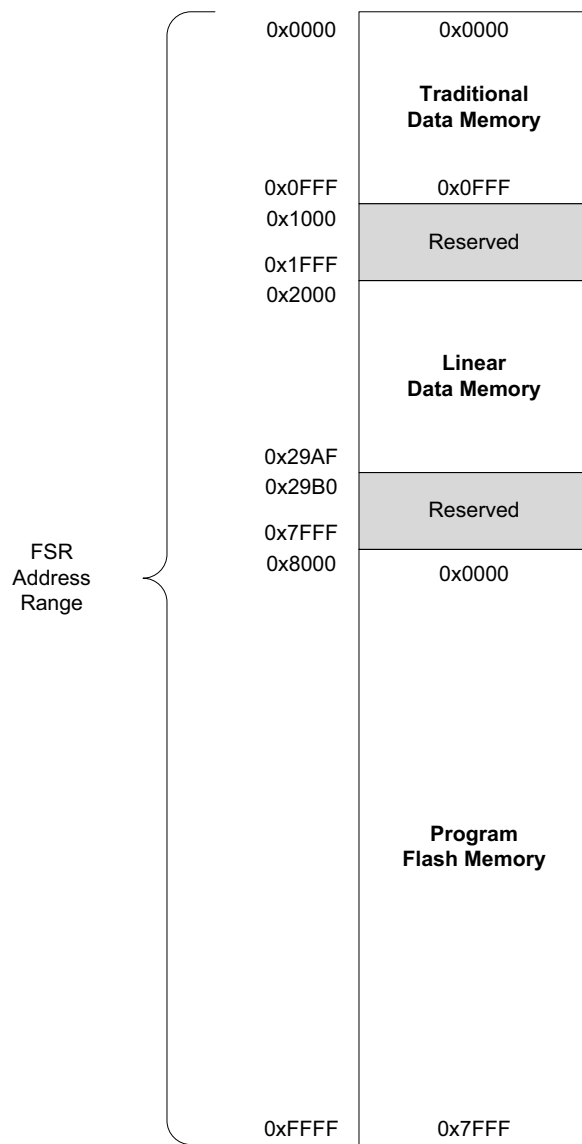 0x0000 0x0000
Traditional
Data Memory
0x0FFF 0x0FFF
0x1000
Reserved
0x1FFF
0x2000
Linear
Data Memory
0x29AF
0x29B0
Reserved
0x7FFF
0x8000 0x0000
FSR
Address
Range
Program
Flash Memory
0xFFFF 0x7FFF